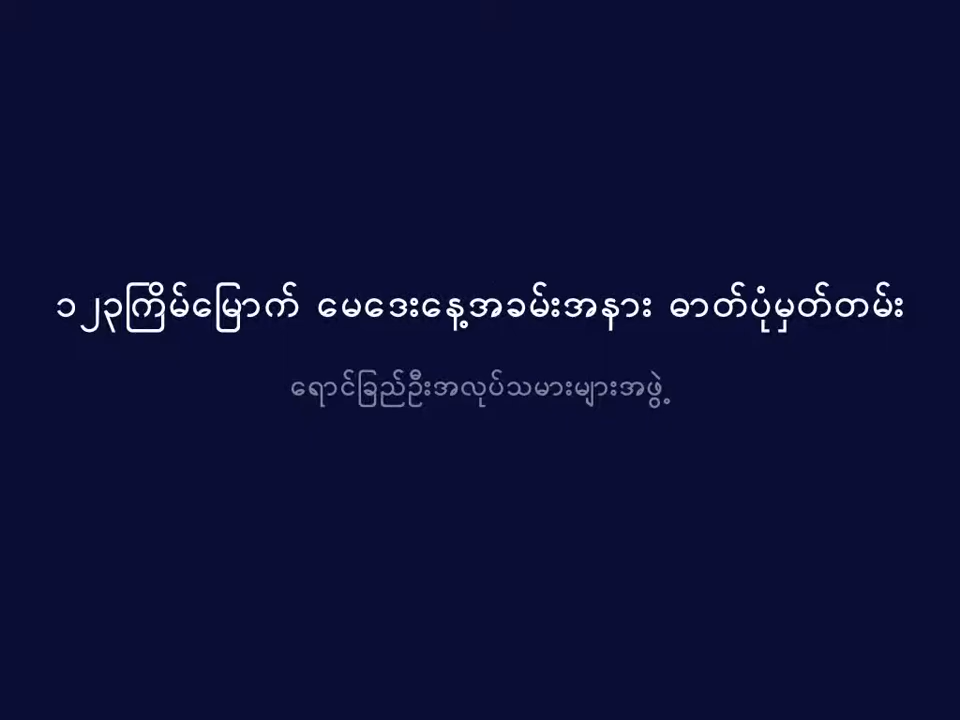 ၁၂၃ကြိမ်မြောက် မေဒေးနေ့အခမ်းအနား ဓာတ်ပုံမှတ်တမ်း
ရောင်ခြည်ဦးအလုပ်သမားများအဖွဲ့